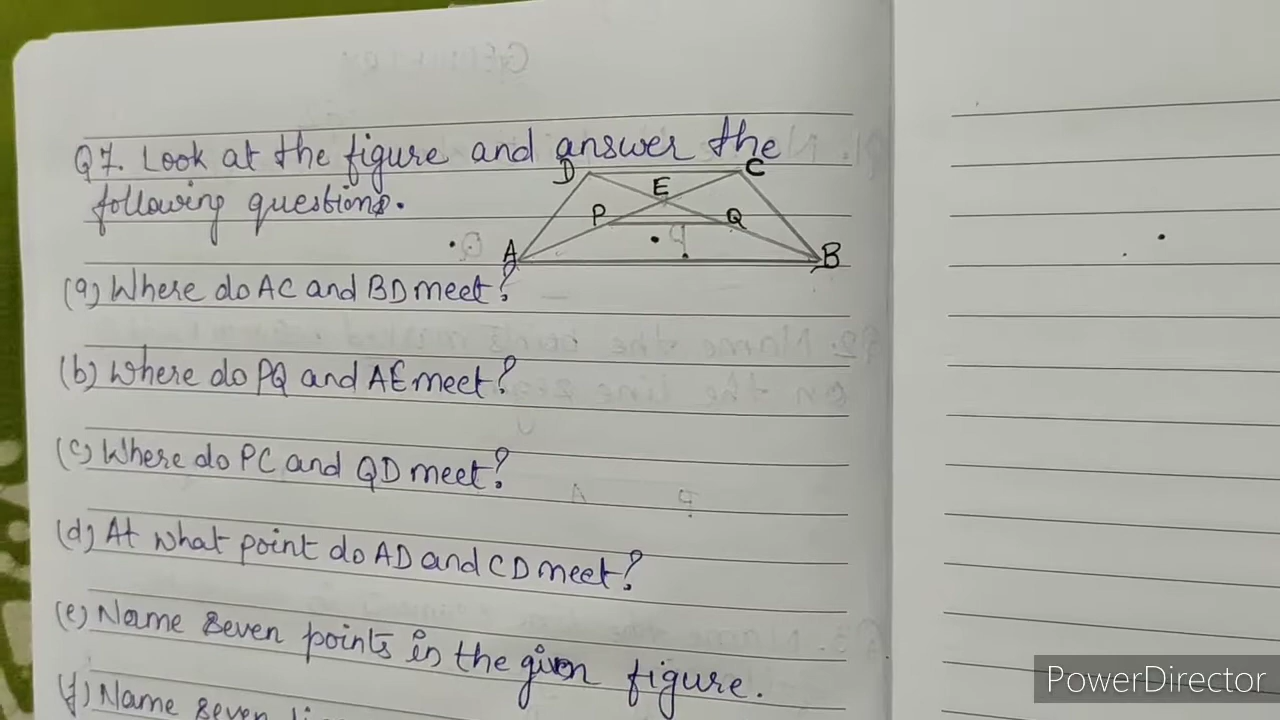 Q7. Look at the figure and answer the
following questions.
D
C
E
P
Q
A
B
(a) Where do AC and BD meet?
(b) Where do PQ and AE meet?
(c) Where do PC and QD meet?
(d) At what point do AD and CD meet?
(e) Name seven points in the given figure.
(f) Name seven
PowerDirector